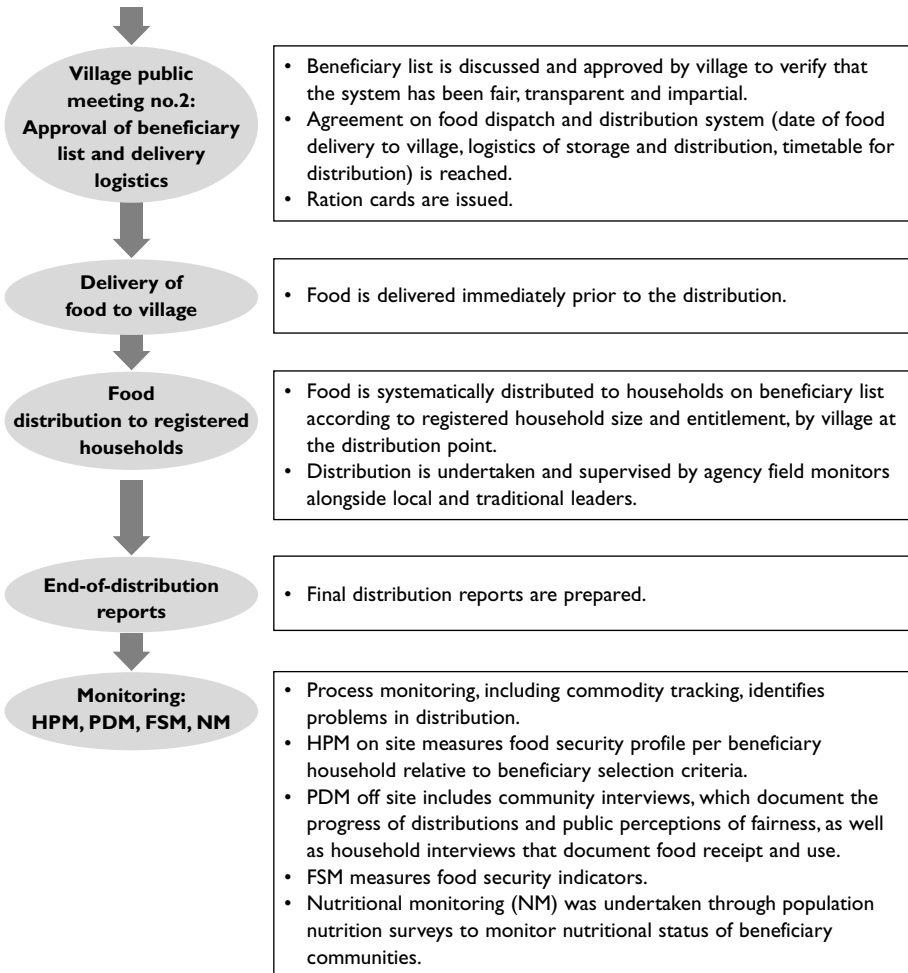 Village public
meeting no.2:
Approval of beneficiary
list and delivery
logistics
• Beneficiary list is discussed and approved by village to verify that
the system has been fair, transparent and impartial.
• Agreement on food dispatch and distribution system (date of food
delivery to village, logistics of storage and distribution, timetable for
distribution) is reached.
• Ration cards are issued.
Delivery of
food to village
• Food is delivered immediately prior to the distribution.
Food
distribution to registered
households
• Food is systematically distributed to households on beneficiary list
according to registered household size and entitlement, by village at
the distribution point.
• Distribution is undertaken and supervised by agency field monitors
alongside local and traditional leaders.
End-of-distribution
reports
• Final distribution reports are prepared.
Monitoring:
HPM, PDM, FSM, NM
• Process monitoring, including commodity tracking, identifies
problems in distribution.
• HPM on site measures food security profile per beneficiary
household relative to beneficiary selection criteria.
• PDM off site includes community interviews, which document the
progress of distributions and public perceptions of fairness, as well
as household interviews that document food receipt and use.
• FSM measures food security indicators.
• Nutritional monitoring (NM) was undertaken through population
nutrition surveys to monitor nutritional status of beneficiary
communities.